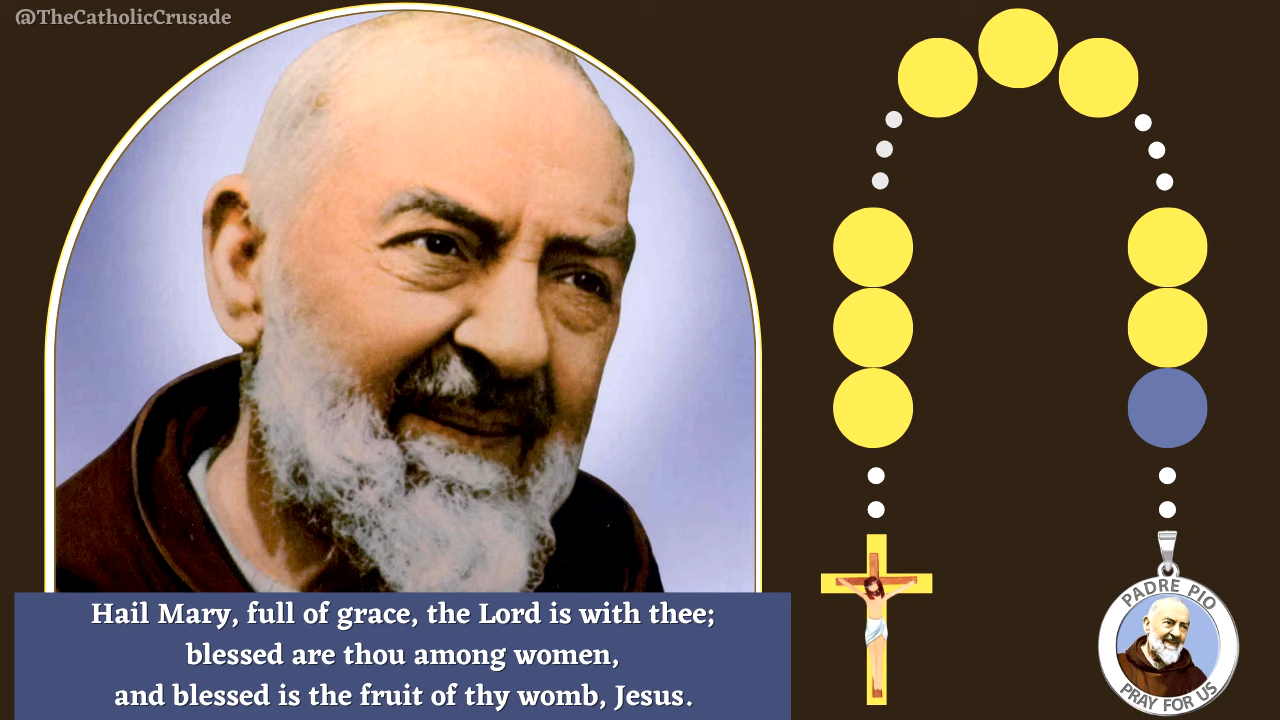 @TheCatholicCrusade
Hail Mary, full of grace, the Lord is with thee;
blessed are thou among women,
and blessed is the fruit of thy womb, Jesus.
PADRE PIO
PRAY FOR US